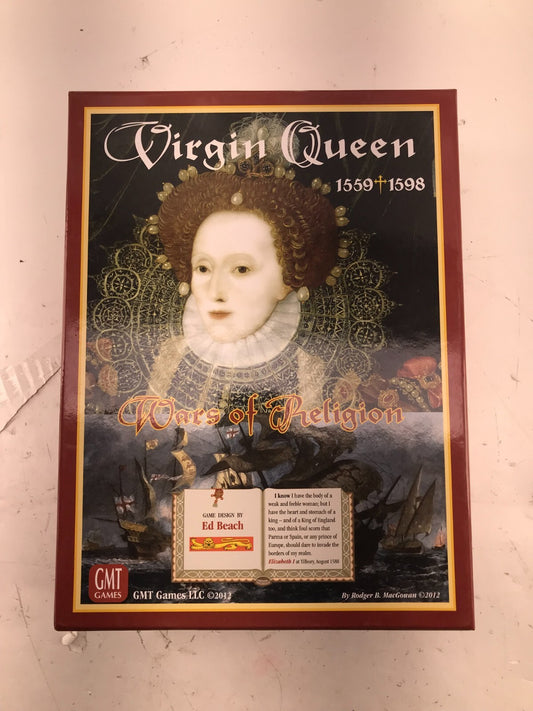 Virgin Queen
1559†1598
Wars of Religion
GAME DESIGN BY
Ed Beach
I know I have the body of a
weak and feeble woman; but I
have the heart and stomach of a
king – and of a King of England
too, and think foul scorn that
Parma or Spain, or any prince of
Europe, should dare to invade the
borders of my realm.
Elizabeth I at Tilbury, August 1588
GMT
GAMES
GMT Games LLC ©2012
By Rodger B. MacGowan ©2012